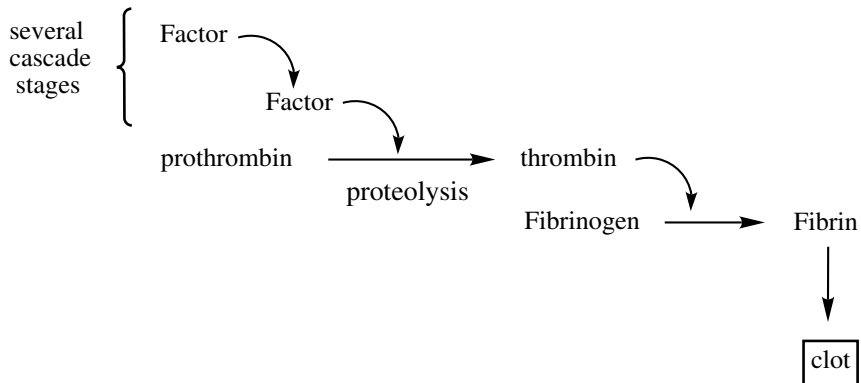 several
cascade
stages
Factor
Factor
prothrombin
proteolysis
thrombin
Fibrinogen
Fibrin
clot